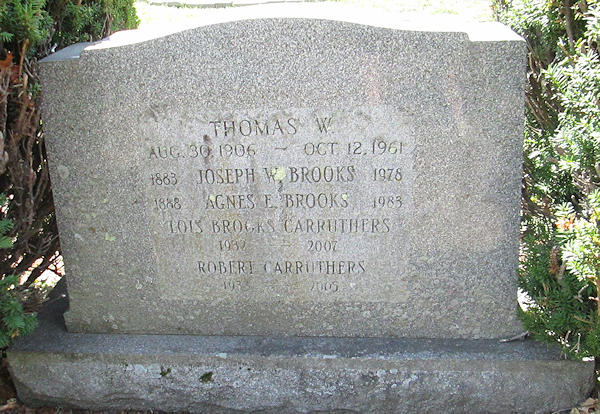 THOMAS W.
AUG. 30, 1906 – OCT. 12, 1961
1883 JOSEPH W. BROOKS 1978
1888 AGNES E. BROOKS 1983
LOIS BROOKS CARRUTHERS
1937 – 2007
ROBERT CARRUTHERS
2005